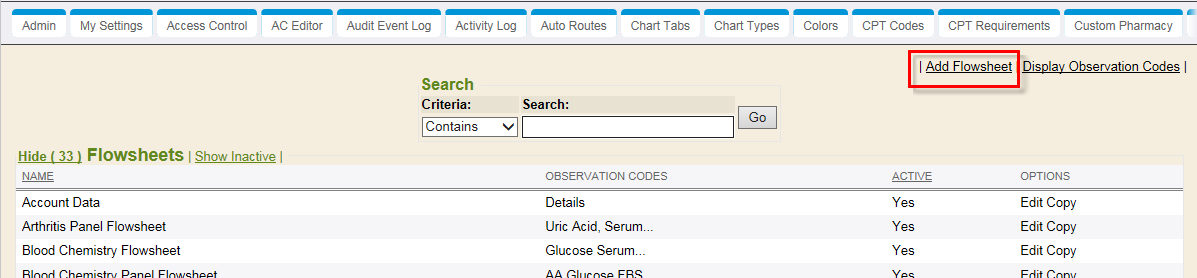 Admin My Settings Access Control AC Editor Audit Event Log Activity Log Auto Routes Chart Tabs Chart Types Colors CPT Codes CPT Requirements Custom Pharmacy
| Add Flowsheet | Display Observation Codes |
Search
Criteria: Search:
Contains Go
Hide ( 33 ) Flowsheets | Show Inactive |
NAME OBSERVATION CODES ACTIVE OPTIONS
Account Data Details Yes Edit Copy
Arthritis Panel Flowsheet Uric Acid, Serum... Yes Edit Copy
Blood Chemistry Flowsheet Glucose Serum... Yes Edit Copy
Blood Chemistry Panel Flowsheet AA Glucose FBS Yes Edit Copy